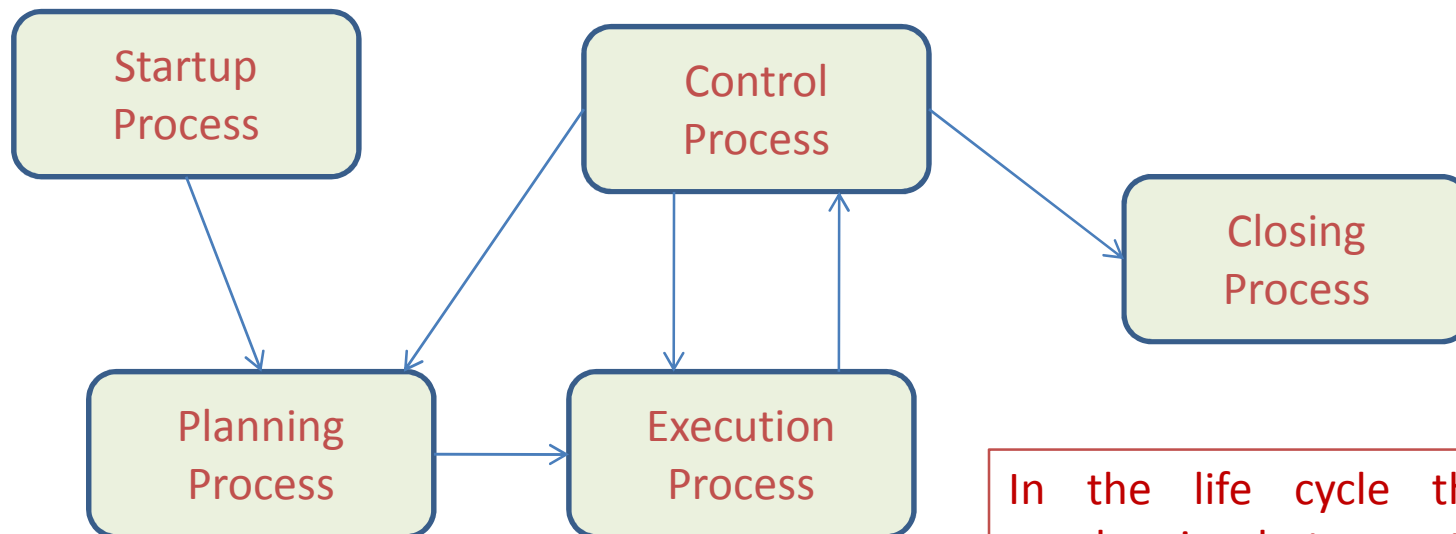 Startup
Process
Control
Process
Closing
Process
Planning
Process
Execution
Process
In the life cycle